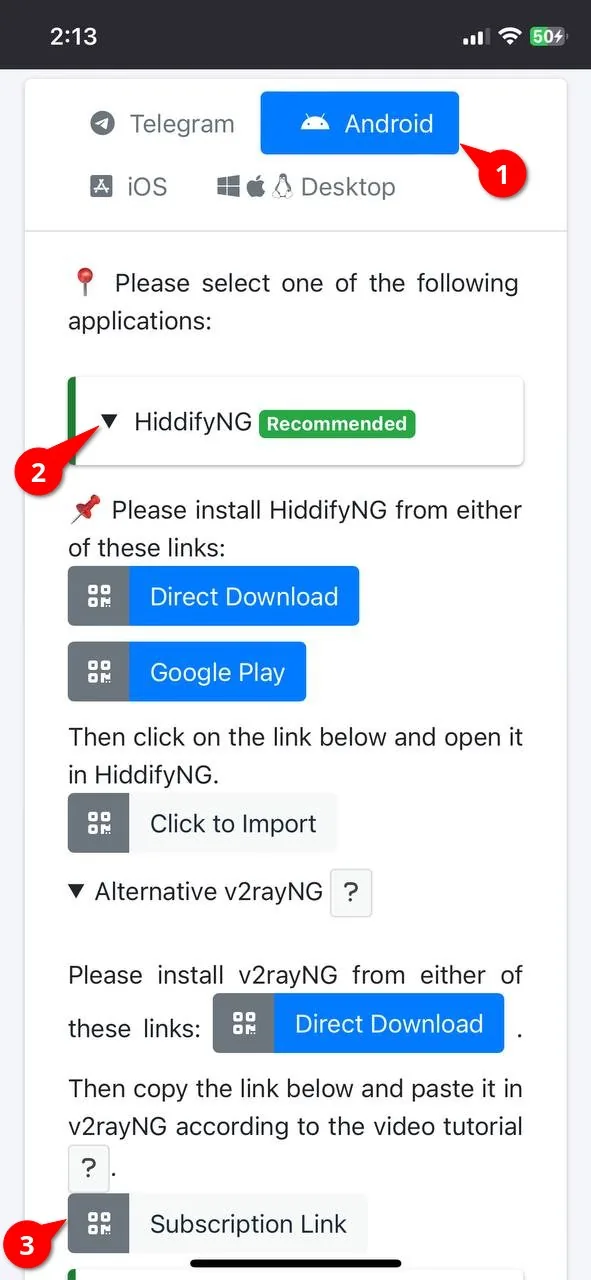 2:13
50
Telegram
Android
1
iOS
Desktop
Please select one of the following
applications:
HiddifyNG Recommended
2
Please install HiddifyNG from either
of these links:
Direct Download
Google Play
Then click on the link below and open it
in HiddifyNG.
Click to Import
Alternative v2rayNG ?
Please install v2rayNG from either of
these links: Direct Download .
Then copy the link below and paste it in
v2rayNG according to the video tutorial
? .
Subscription Link
3